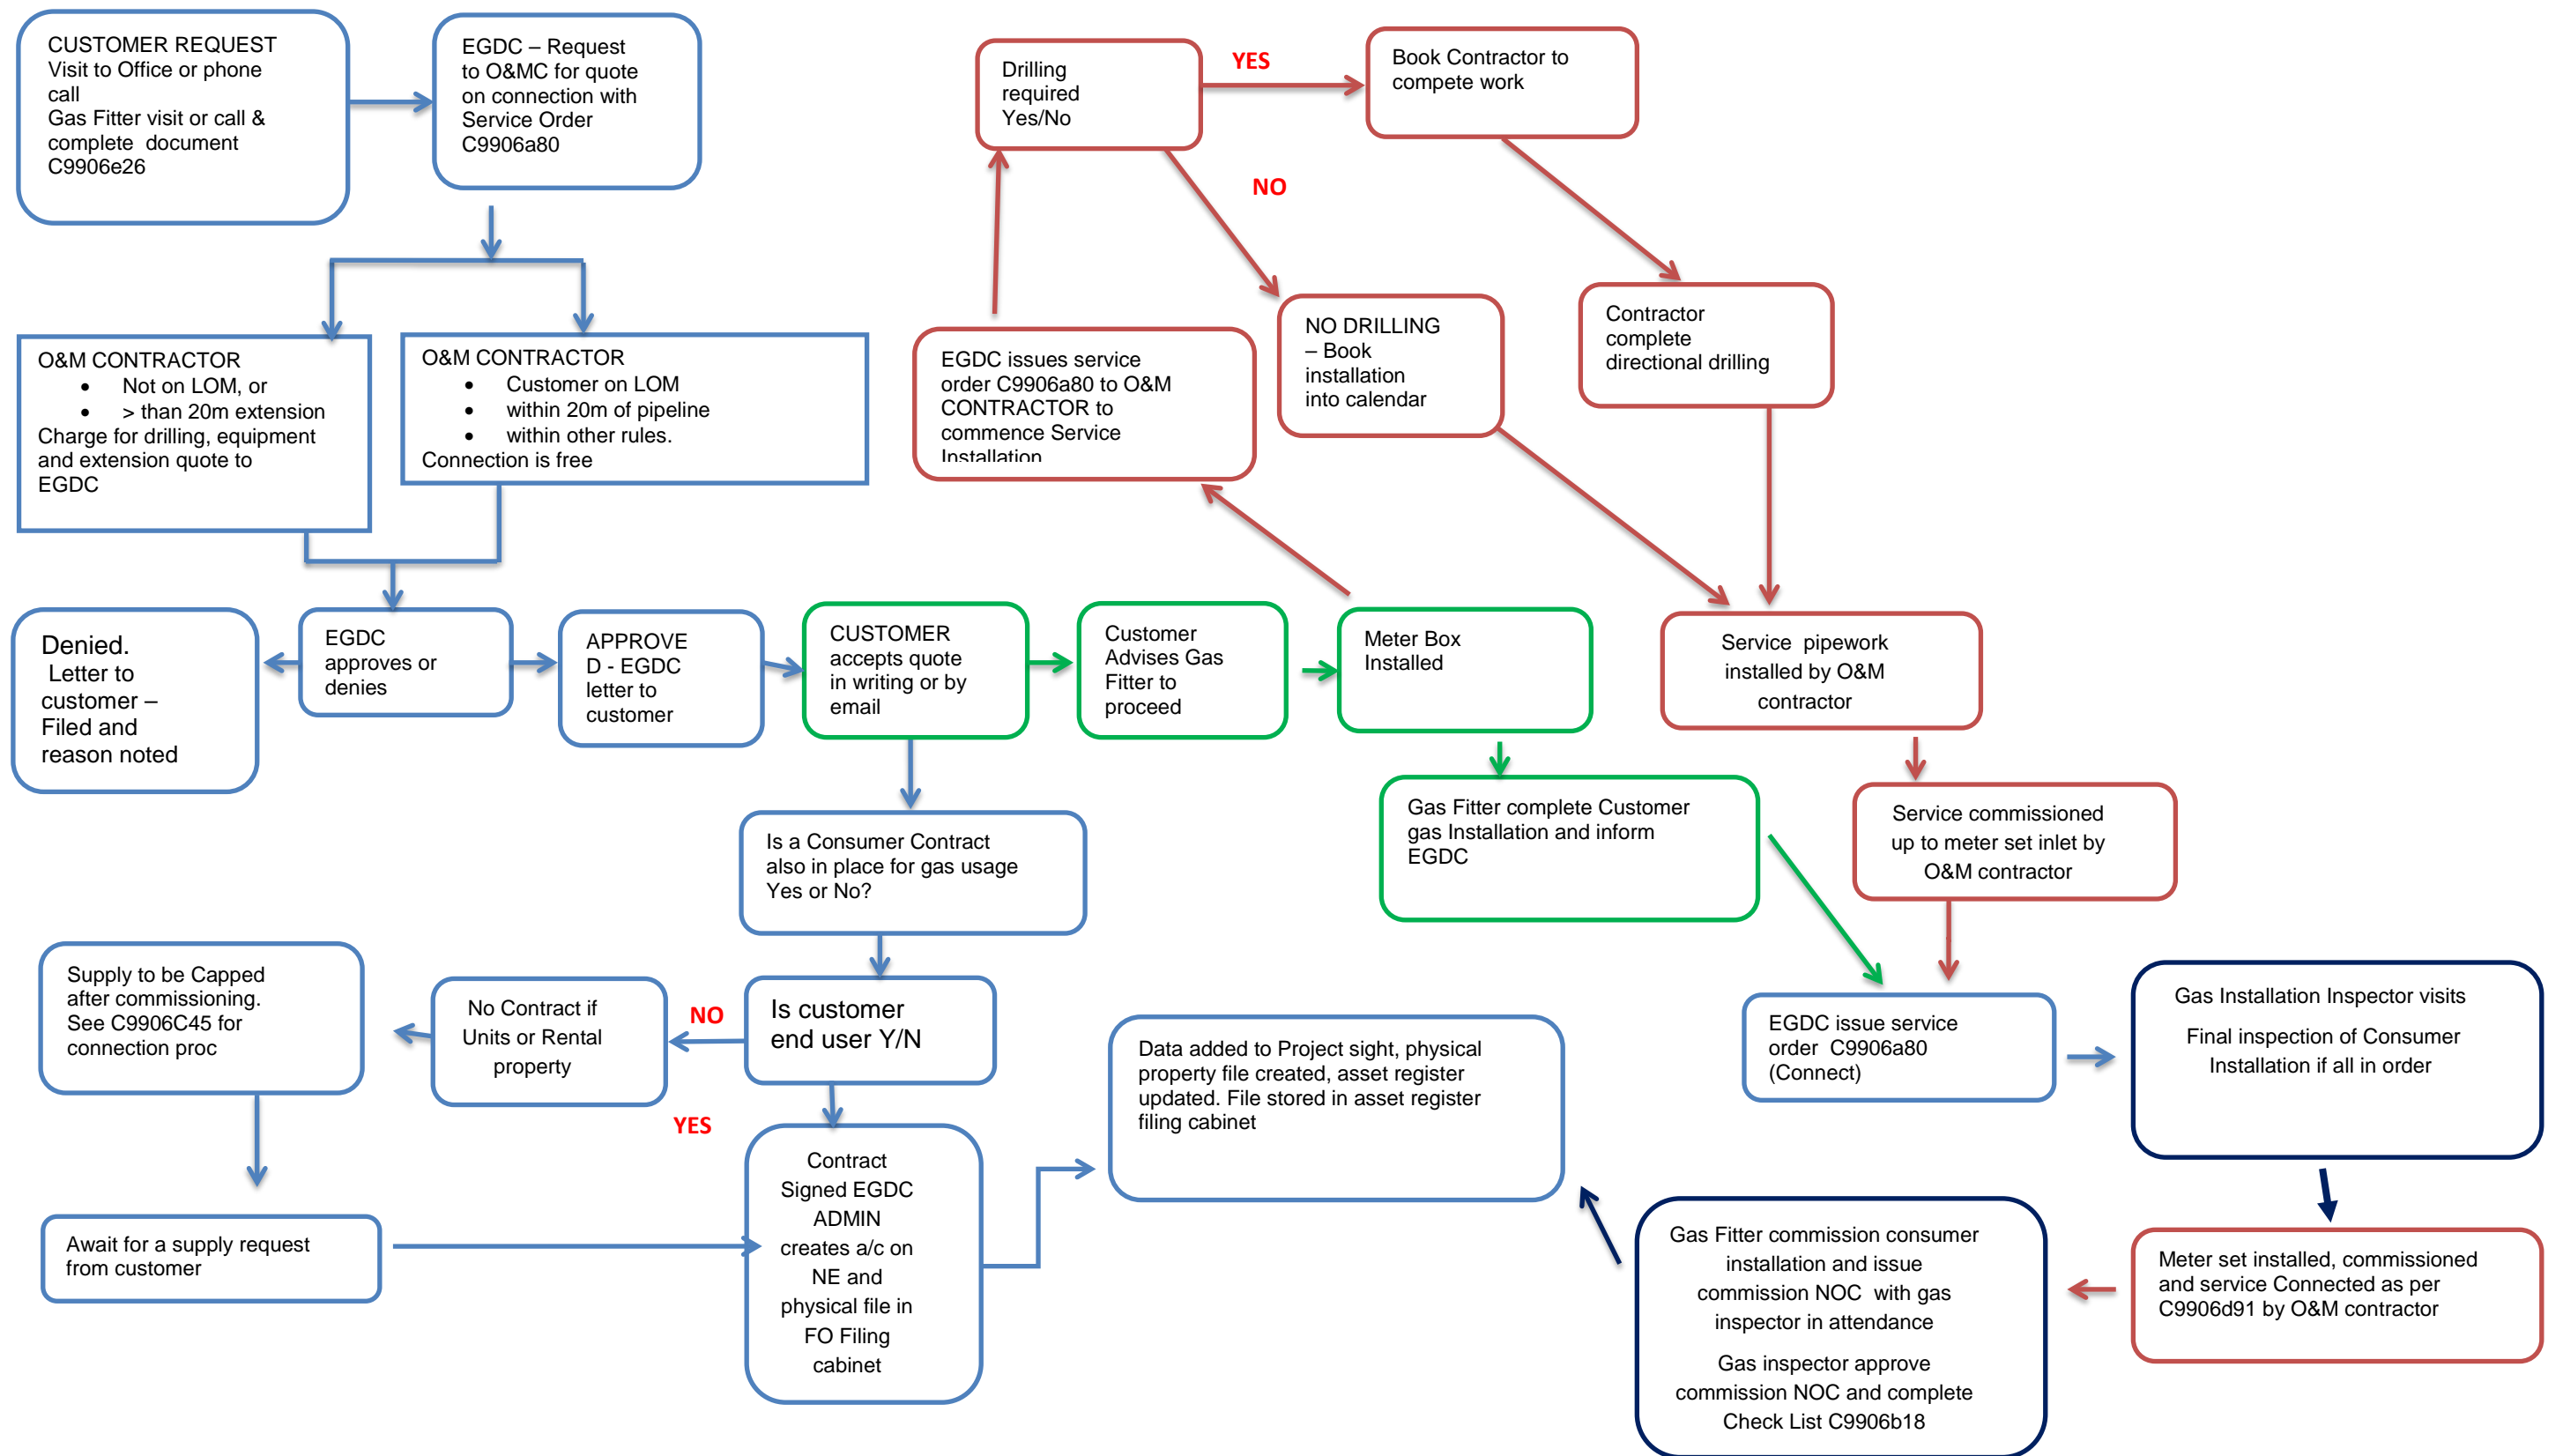 CUSTOMER REQUEST
Visit to Office or phone
call
Gas Fitter visit or call &
complete  document
C9906e26
EGDC – Request
to O&MC for quote
on connection with
Service Order
C9906a80
Drilling
required
Yes/No
YES
Book Contractor to
compete work
NO
O&M CONTRACTOR
• Not on LOM, or
• > than 20m extension
Charge for drilling, equipment
and extension quote to
EGDC
O&M CONTRACTOR
• Customer on LOM
• within 20m of pipeline
• within other rules.
Connection is free
EGDC issues service
order C9906a80 to O&M
CONTRACTOR to
commence Service
Installation
NO DRILLING
– Book
installation
into calendar
Contractor
complete
directional drilling
Denied.
Letter to
customer –
Filed and
reason noted
EGDC
approves or
denies
APPROVE
D - EGDC
letter to
customer
CUSTOMER
accepts quote
in writing or by
email
Customer
Advises Gas
Fitter to
proceed
Meter Box
Installed
Service  pipework
installed by O&M
contractor
Is a Consumer Contract
also in place for gas usage
Yes or No?
Gas Fitter complete Customer
gas Installation and inform
EGDC
Service commissioned
up to meter set inlet by
O&M contractor
Supply to be Capped
after commissioning.
See C9906C45 for
connection proc
No Contract if
Units or Rental
property
NO
Is customer
end user Y/N
YES
Data added to Project sight, physical
property file created, asset register
updated. File stored in asset register
filing cabinet
EGDC issue service
order  C9906a80
(Connect)
Gas Installation Inspector visits
Final inspection of Consumer
Installation if all in order
Await for a supply request
from customer
Contract
Signed EGDC
ADMIN
creates a/c on
NE and
physical file in
FO Filing
cabinet
Gas Fitter commission consumer
installation and issue
commission NOC  with gas
inspector in attendance
Gas inspector approve
commission NOC and complete
Check List C9906b18
Meter set installed, commissioned
and service Connected as per
C9906d91 by O&M contractor